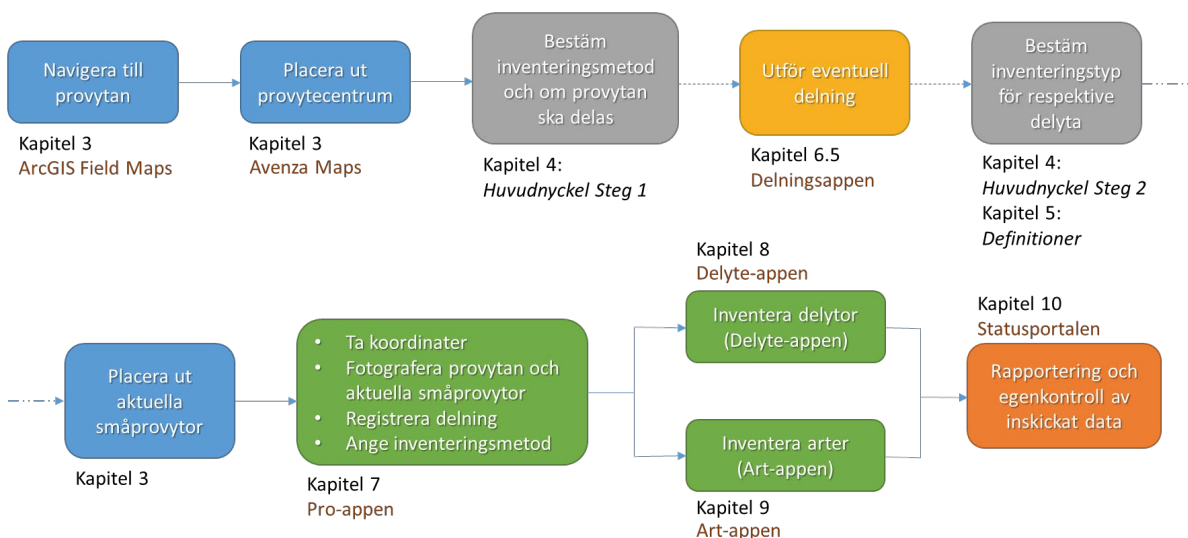 Navigera till
provytan
Kapitel 3
ArcGIS Field Maps
Placera ut
provytecentrum
Kapitel 3
Avenza Maps
Bestäm
inventeringsmetod
och om provytan
ska delas
Kapitel 4:
Huvudnyckel Steg 1
Utför eventuell
delning
Kapitel 6.5
Delningsappen
Bestäm
inventeringstyp
för respektive
delyta
Kapitel 4:
Huvudnyckel Steg 2
Kapitel 5:
Definitioner
Placera ut
aktuella
småprovytor
Kapitel 3
• Ta koordinater
• Fotografera provytan och
aktuella småprovytor
• Registrera delning
• Ange inventeringsmetod
Kapitel 7
Pro-appen
Kapitel 8
Delyte-appen
Inventera delytor
(Delyte-appen)
Inventera arter
(Art-appen)
Kapitel 9
Art-appen
Kapitel 10
Statusportalen
Rapportering och
egenkontroll av
inskickat data